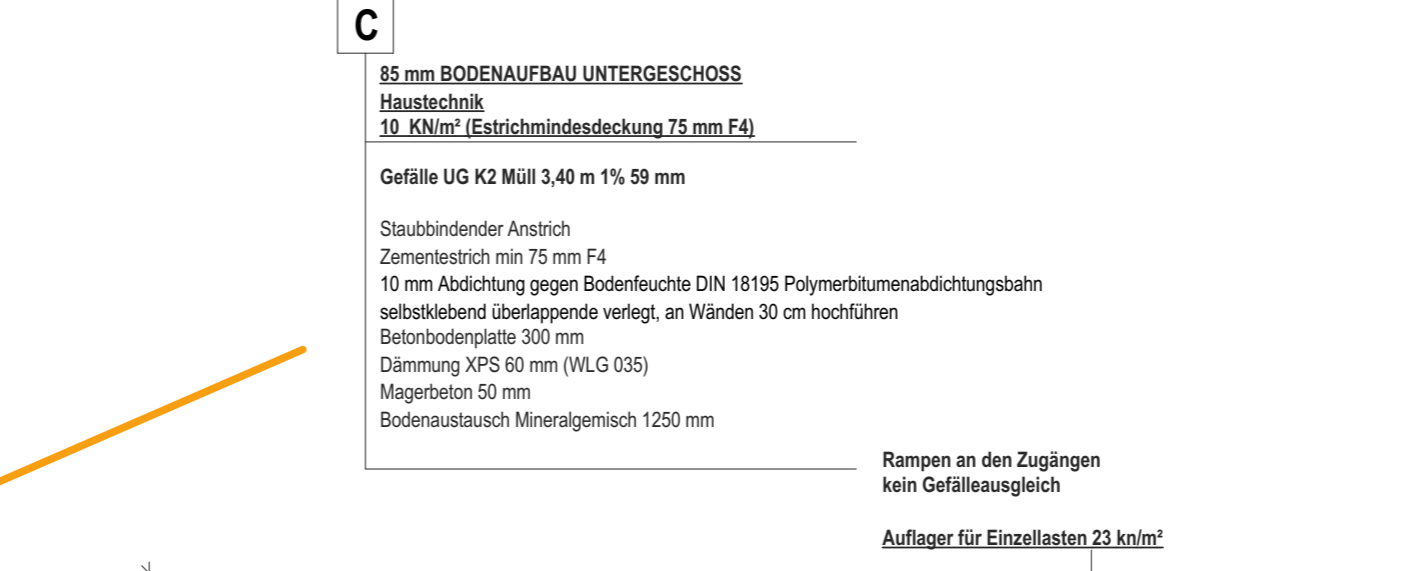 C
85 mm BODENAUFBAU UNTERGESCHOSS
Haustechnik
10 KN/m² (Estrichmindesdeckung 75 mm F4)
Gefälle UG K2 Müll 3,40 m 1% 59 mm
Staubbindender Anstrich
Zementestrich min 75 mm F4
10 mm Abdichtung gegen Bodenfeuchte DIN 18195 Polymerbitumenabdichtungsbahn
selbstklebend überlappende verlegt, an Wänden 30 cm hochführen
Betonbodenplatte 300 mm
Dämmung XPS 60 mm (WLG 035)
Magerbeton 50 mm
Bodenaustausch Mineralgemisch 1250 mm
Rampen an den Zugängen
kein Gefälleausgleich
Auflager für Einzellasten 23 kn/m²